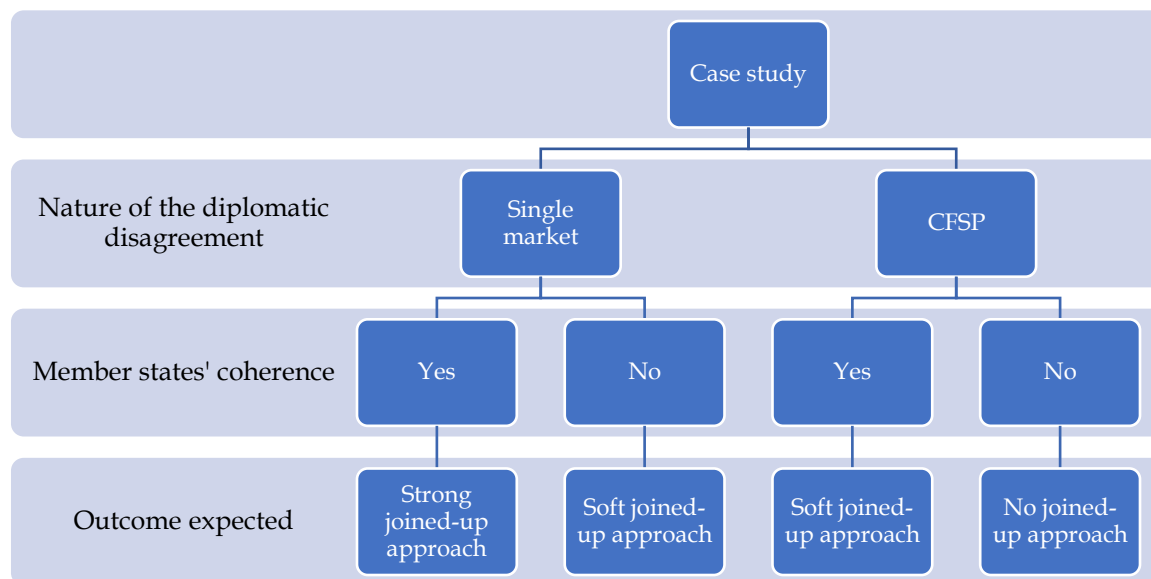 Case study
Nature of the diplomatic
disagreement
Single
market
CFSP
Member states' coherence
Yes
No
Yes
No
Outcome expected
Strong
joined-up
approach
Soft joined-
up approach
Soft joined-
up approach
No joined-
up approach